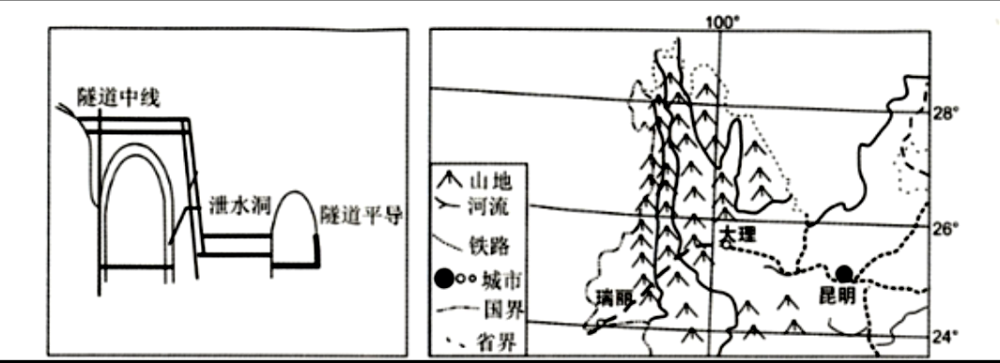 隧道中线
泄水洞
隧道平导
100°
28°
26°
24°
山地
河流
铁路
城市
国界
省界
大理
瑞丽
昆明